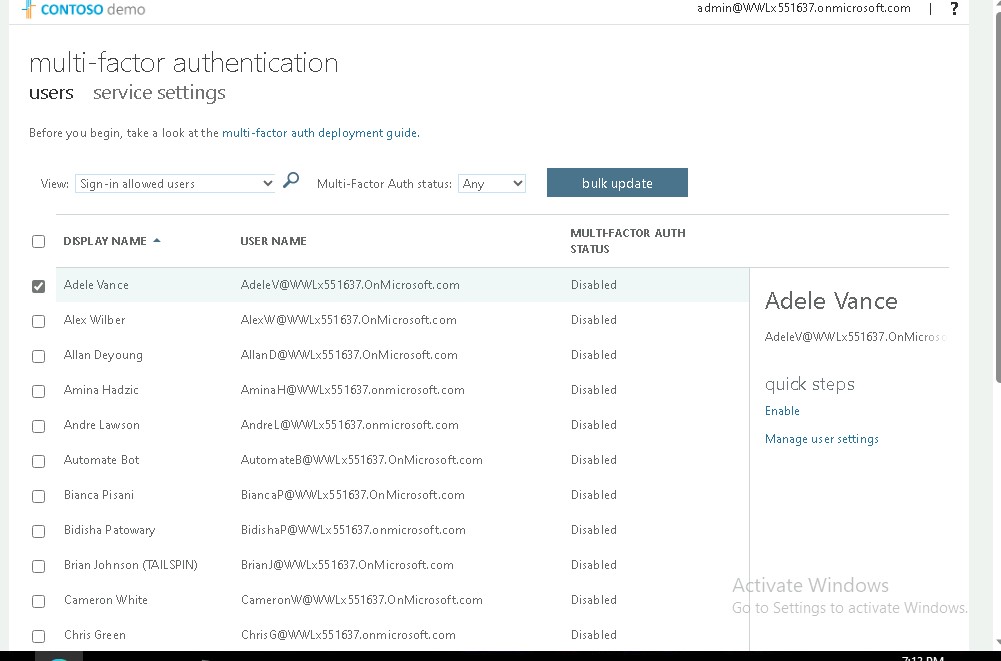 CONTOSO demo
admin@WWLx551637.onmicrosoft.com | ?
multi-factor authentication
users service settings
Before you begin, take a look at the multi-factor auth deployment guide.
View: Sign-in allowed users Multi-Factor Auth status: Any bulk update
DISPLAY NAME USER NAME MULTI-FACTOR AUTH STATUS
Adele Vance AdeleV@WWLx551637.OnMicrosoft.com Disabled
Alex Wilber AlexW@WWLx551637.OnMicrosoft.com Disabled
Allan Deyoung AllanD@WWLx551637.OnMicrosoft.com Disabled
Amina Hadzic AminaH@WWLx551637.onmicrosoft.com Disabled
Andre Lawson AndreL@WWLx551637.onmicrosoft.com Disabled
Automate Bot AutomateB@WWLx551637.OnMicrosoft.com Disabled
Bianca Pisani BiancaP@WWLx551637.OnMicrosoft.com Disabled
Bidisha Patowary BidishaP@WWLx551637.onmicrosoft.com Disabled
Brian Johnson (TAILSPIN) BrianJ@WWLx551637.OnMicrosoft.com Disabled
Cameron White CameronW@WWLx551637.OnMicrosoft.com Disabled
Chris Green ChrisG@WWLx551637.onmicrosoft.com Disabled
Adele Vance
AdeleV@WWLx551637.OnMicroso
quick steps
Enable
Manage user settings
Activate Windows
Go to Settings to activate Windows.
7:13 PM